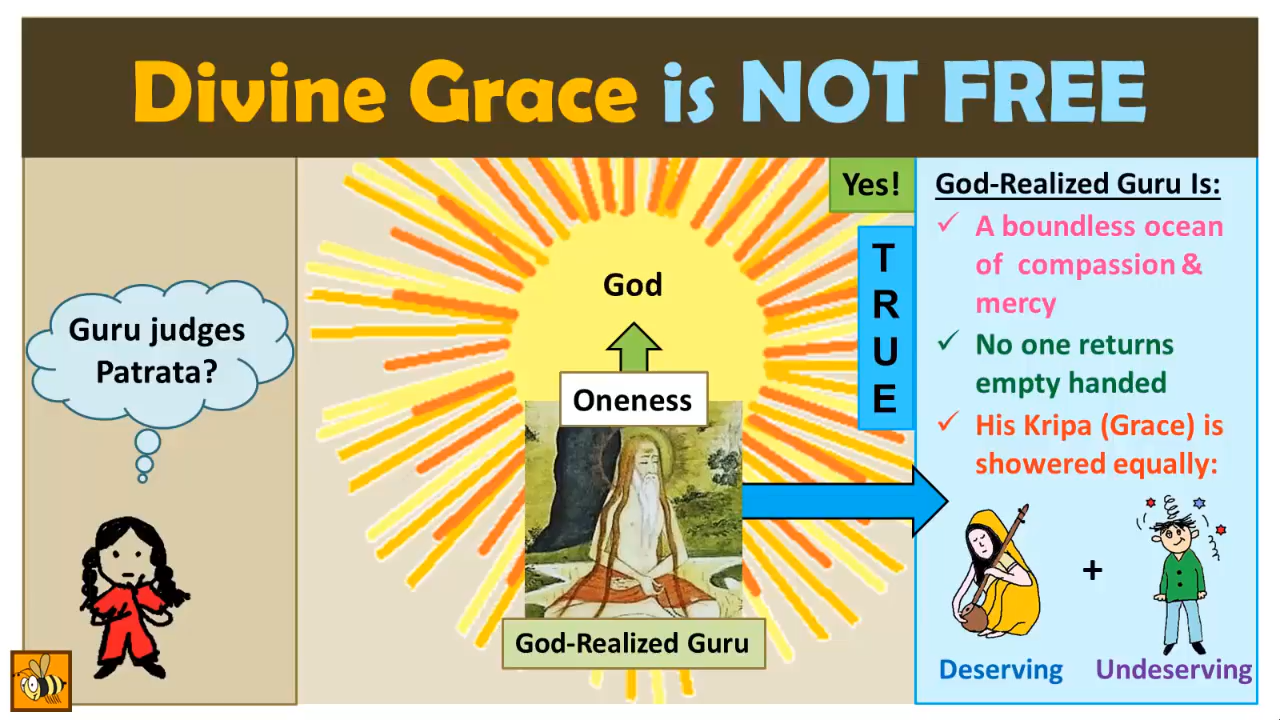 Divine Grace is NOT FREE
Guru judges
Patrata?
God
Oneness
God-Realized Guru
Yes!
TRUE
God-Realized Guru Is:
✓ A boundless ocean
of compassion &
mercy
✓ No one returns
empty handed
✓ His Kripa (Grace) is
showered equally:
+
Deserving
Undeserving